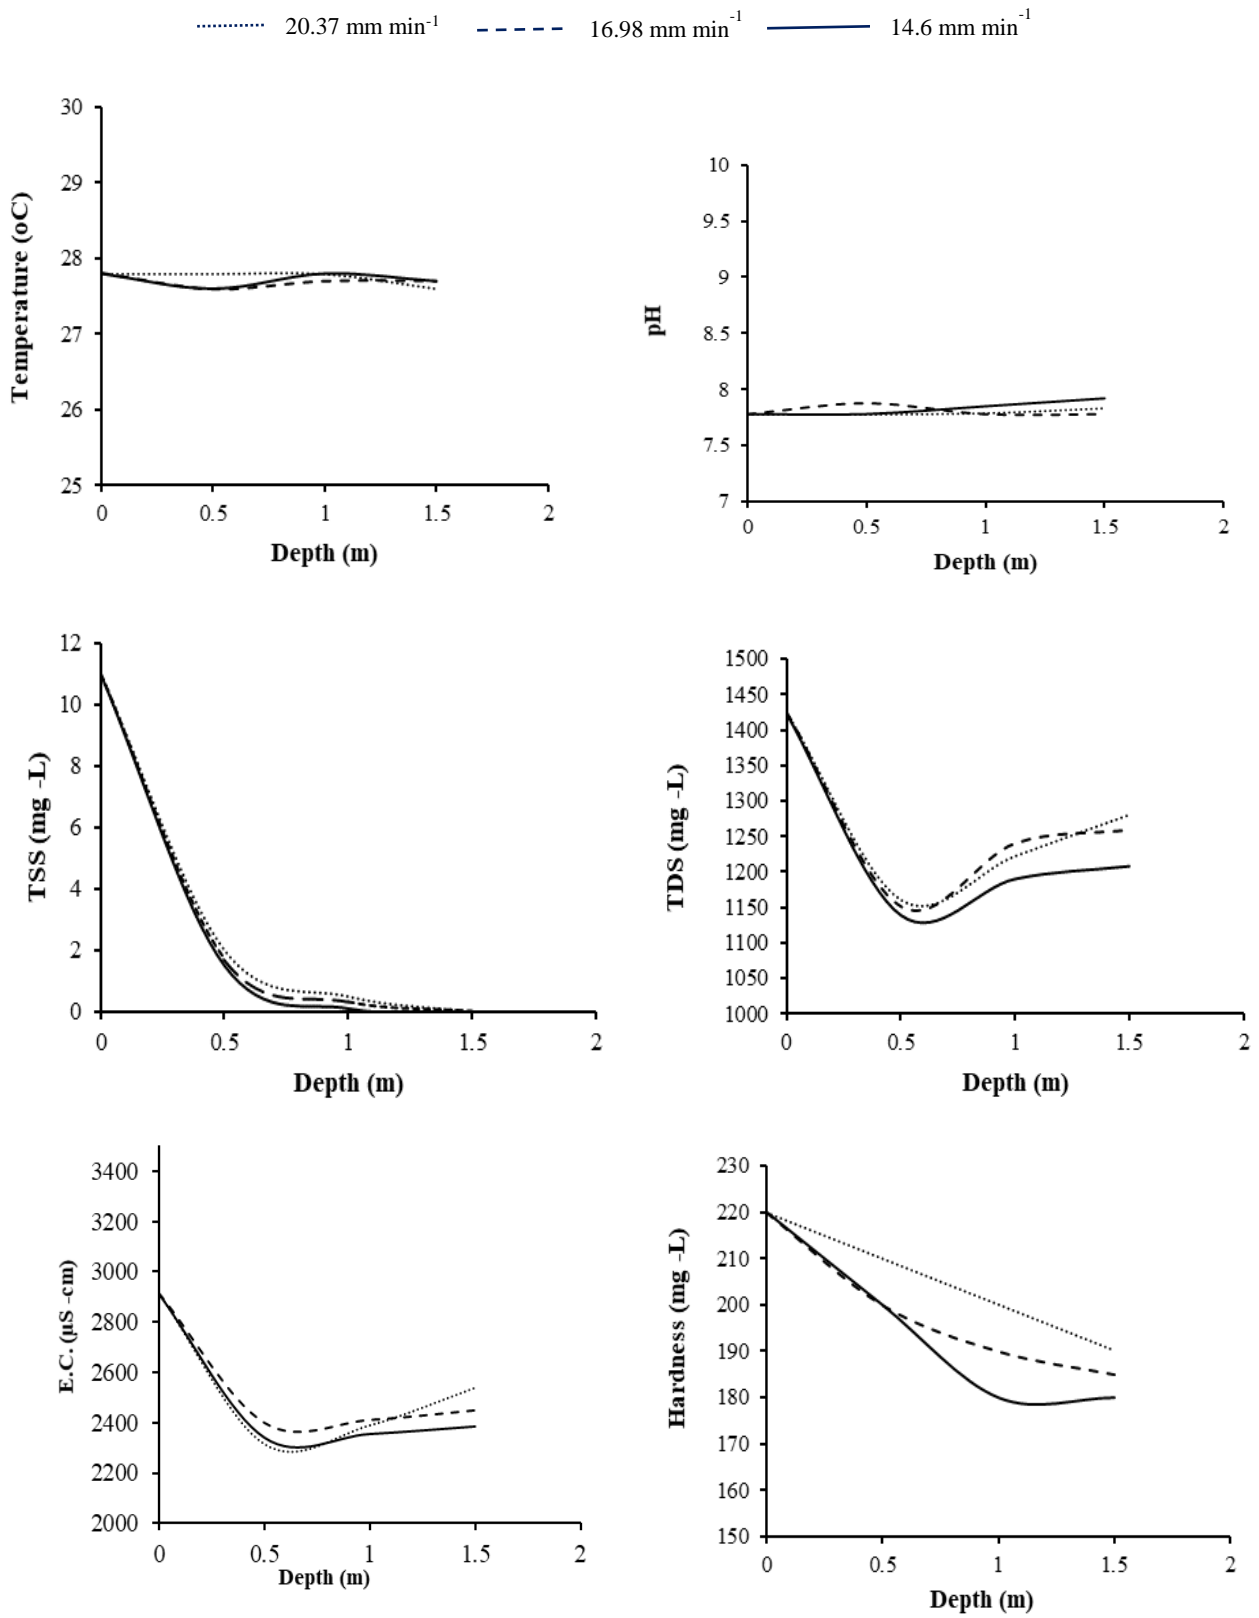 20.37 mm min-1 16.98 mm min-1 14.6 mm min-1
30
29
28
27
26
25
Temperature (oC)
0 0.5 1 1.5 2
Depth (m)
10
9.5
9
8.5
8
7.5
7
pH
0 0.5 1 1.5 2
Depth (m)
12
10
8
6
4
2
0
TSS (mg -L)
0 0.5 1 1.5 2
Depth (m)
1500
1450
1400
1350
1300
1250
1200
1150
1100
1050
1000
TDS (mg -L)
0 0.5 1 1.5 2
Depth (m)
3400
3200
3000
2800
2600
2400
2200
2000
E.C. (µS -cm)
0 0.5 1 1.5 2
Depth (m)
230
220
210
200
190
180
170
160
150
Hardness (mg -L)
0 0.5 1 1.5 2
Depth (m)